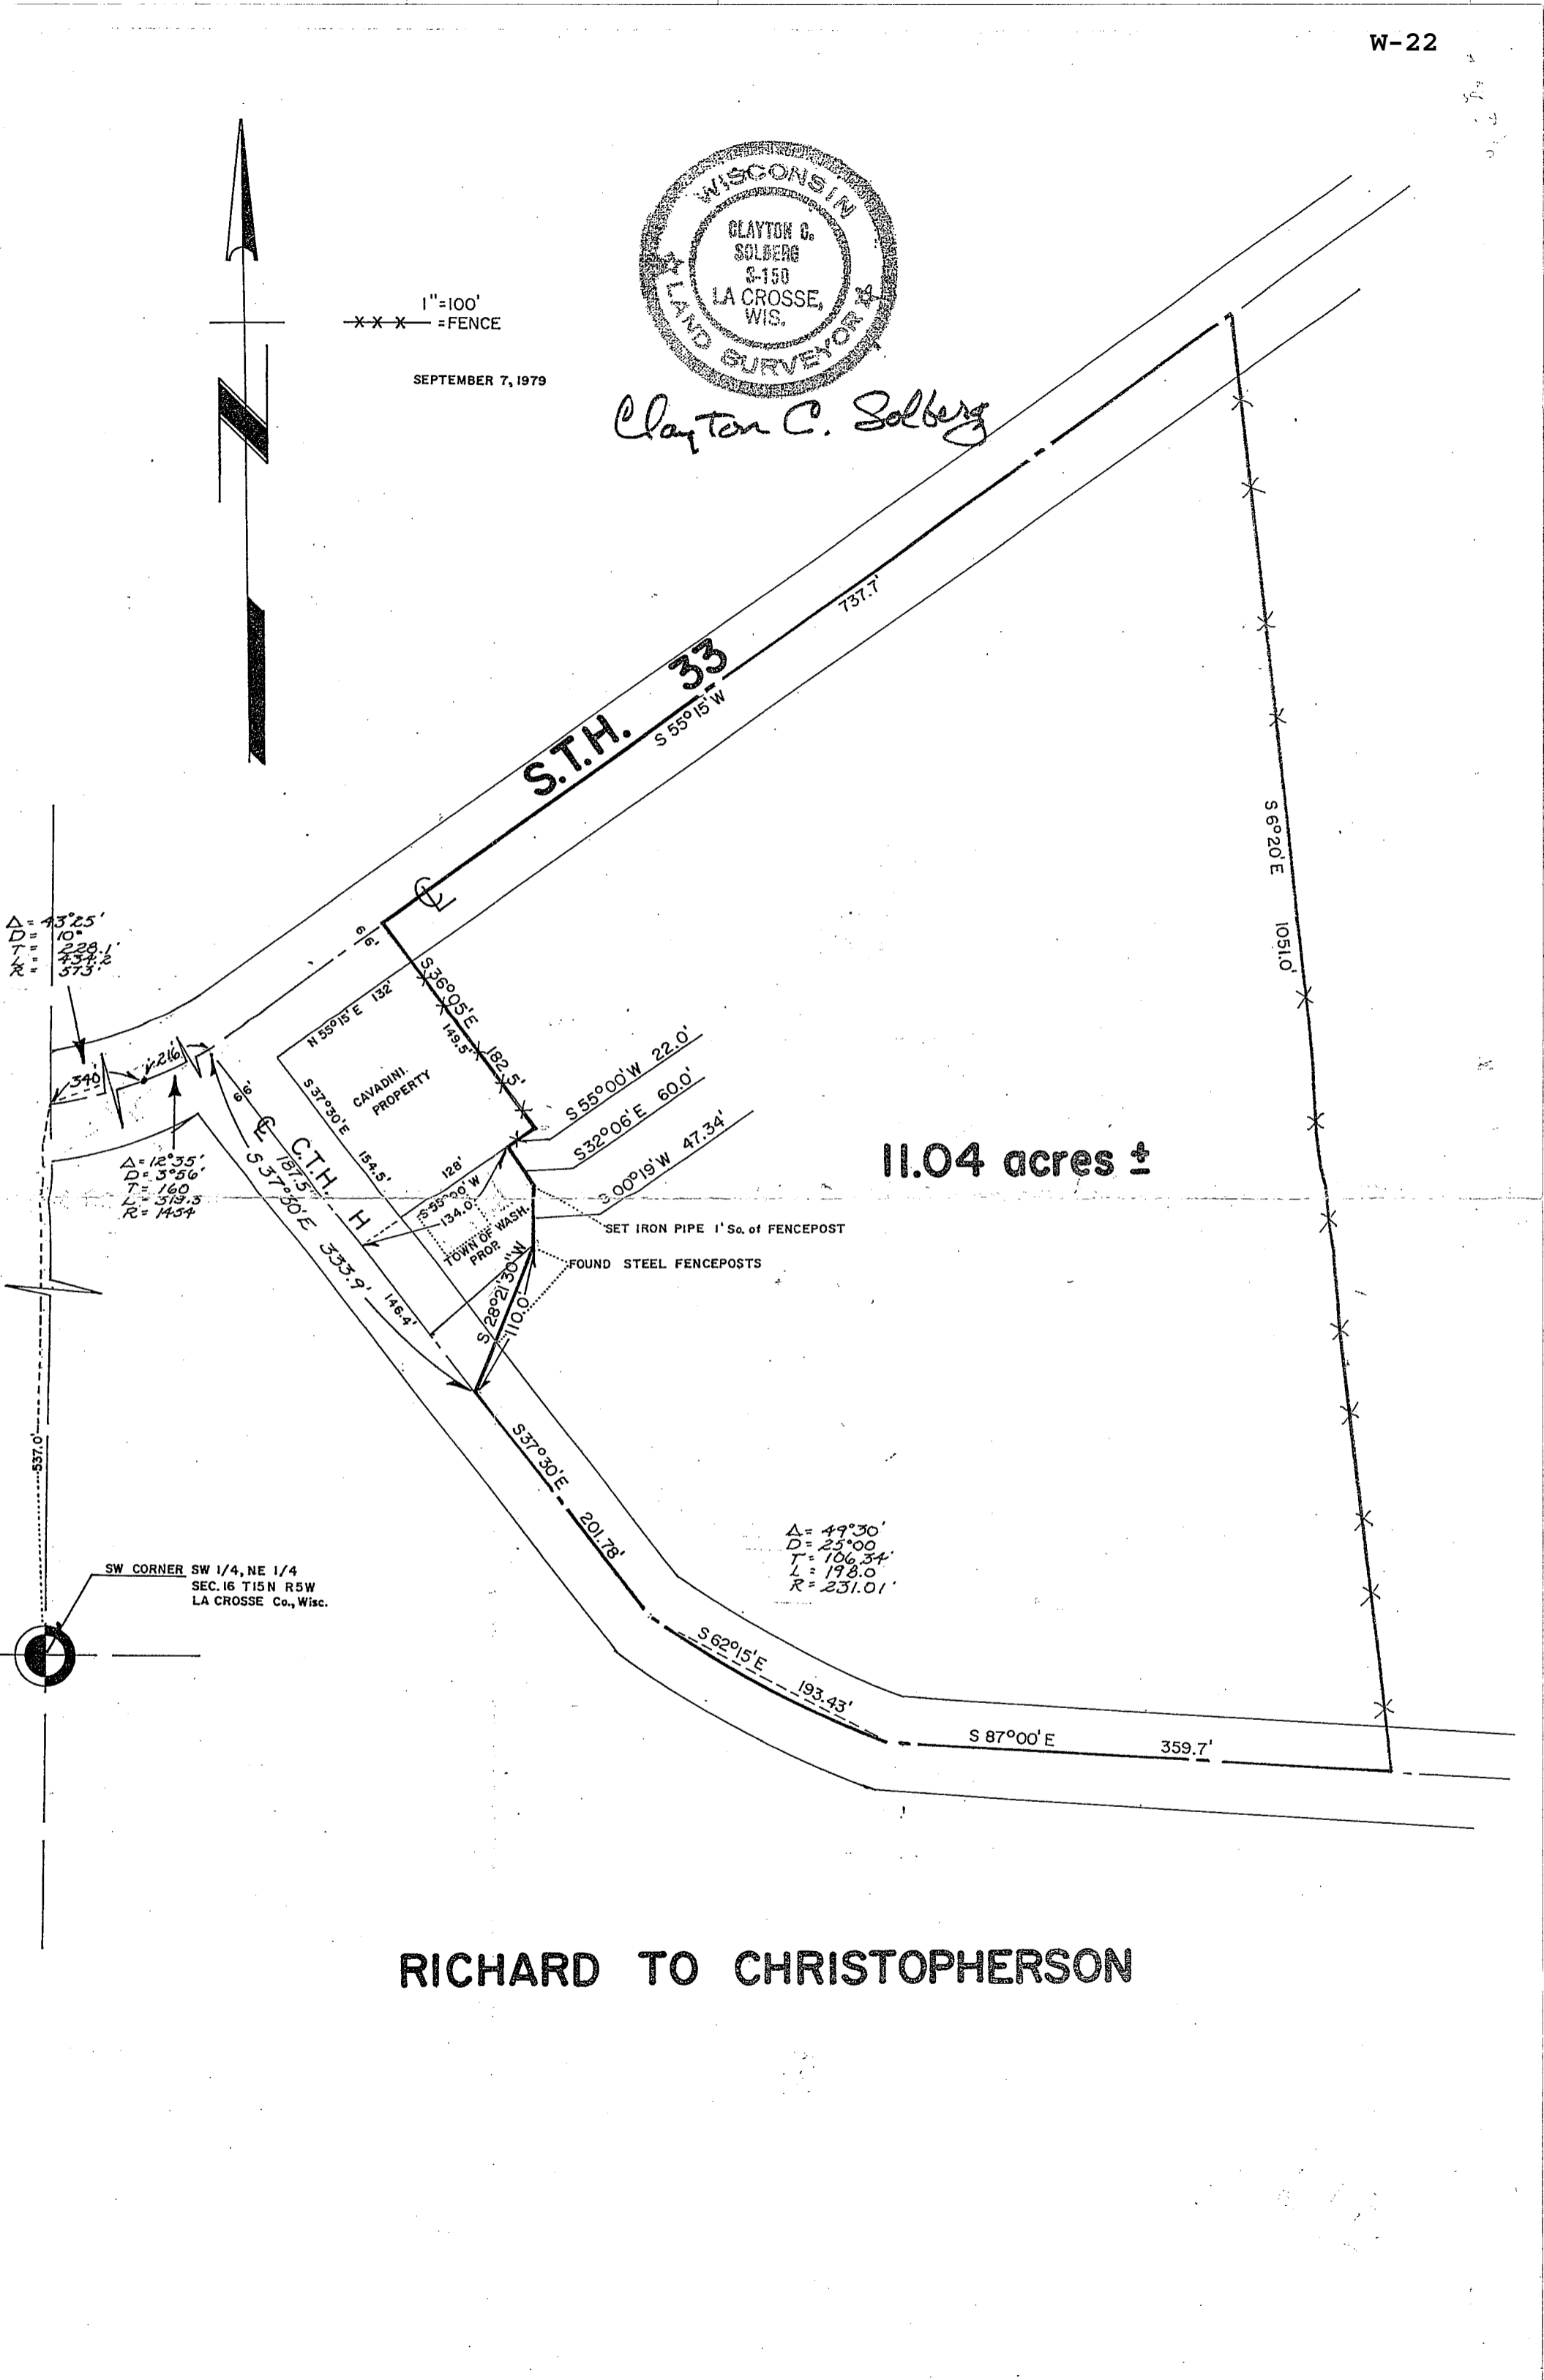 W-22
WISCONSIN
CLAYTON C.
SOLBERG
S-150
LA CROSSE,
WIS.
LAND SURVEYOR
1"=100'
x-x-x =FENCE
SEPTEMBER 7, 1979
Clayton C. Solberg
737.7'
S.T.H. 33
S 55°15'W
S 6°20'E 1051.0'
Δ= 43°25'
D= 10°
T= 228.1'
L= 434.2
R= 573'
66'
S 36°05'E 182.5'
149.5'
N 55°15'E 132'
CAVADINI
PROPERTY
S 37°30'E 154.5'
340'
216'
66'
C.T.H. H
187.5'
S 37°30'E 333.9'
146.4'
S 55°00'W 22.0'
S 32°06'E 60.0'
S 00°19'W 47.34'
128'
S 55°00'W
134.0'
TOWN OF WASH.
PROP.
11.04 acres ±
Δ= 12°35'
D= 3°56'
T= 160
L= 319.3
R= 1454
SET IRON PIPE 1' So. of FENCEPOST
FOUND STEEL FENCEPOSTS
S 28°21'30"W
110.0'
537.0'
S 37°30'E 201.78'
Δ= 49°30'
D= 25°00
T= 106.34'
L= 198.0'
R= 231.01'
SW CORNER SW 1/4, NE 1/4
SEC. 16 T15N R5W
LA CROSSE Co., Wisc.
S 62°15'E 193.43'
S 87°00'E 359.7'
RICHARD TO CHRISTOPHERSON